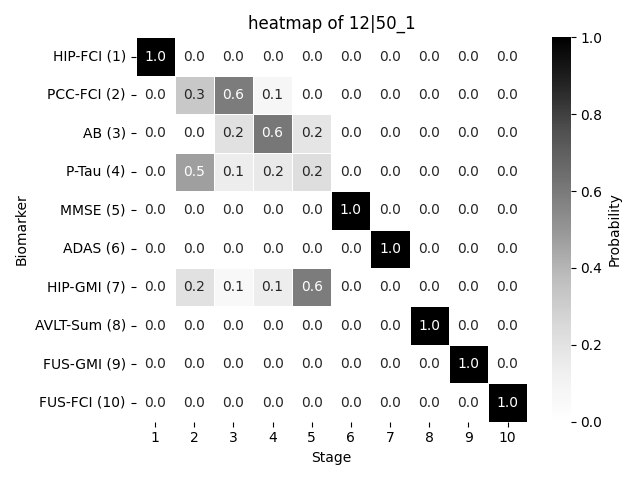 heatmap of 12|50_1
HIP-FCI (1) 1.0 0.0 0.0 0.0 0.0 0.0 0.0 0.0 0.0 0.0
PCC-FCI (2) 0.0 0.3 0.6 0.1 0.0 0.0 0.0 0.0 0.0 0.0
AB (3) 0.0 0.0 0.2 0.6 0.2 0.0 0.0 0.0 0.0 0.0
P-Tau (4) 0.0 0.5 0.1 0.2 0.2 0.0 0.0 0.0 0.0 0.0
MMSE (5) 0.0 0.0 0.0 0.0 0.0 1.0 0.0 0.0 0.0 0.0
ADAS (6) 0.0 0.0 0.0 0.0 0.0 0.0 1.0 0.0 0.0 0.0
HIP-GMI (7) 0.0 0.2 0.1 0.1 0.6 0.0 0.0 0.0 0.0 0.0
AVLT-Sum (8) 0.0 0.0 0.0 0.0 0.0 0.0 0.0 1.0 0.0 0.0
FUS-GMI (9) 0.0 0.0 0.0 0.0 0.0 0.0 0.0 0.0 1.0 0.0
FUS-FCI (10) 0.0 0.0 0.0 0.0 0.0 0.0 0.0 0.0 0.0 1.0
1 2 3 4 5 6 7 8 9 10
Stage
Biomarker
1.0
0.8
0.6
0.4
0.2
0.0
Probability